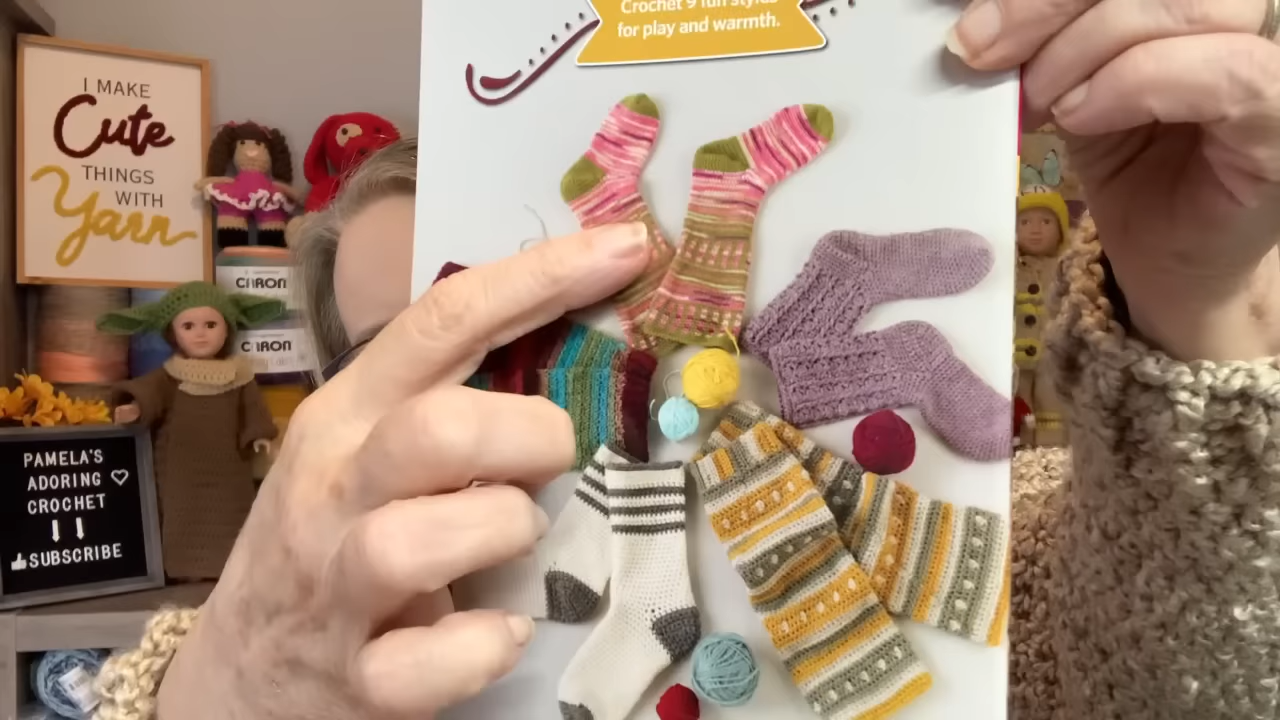 Crochet 9 fun styles
for play and warmth.
I MAKE
Cute
THINGS
WITH
Yarn
CARON
CARON
PAMELA'S
ADORING
CROCHET
SUBSCRIBE